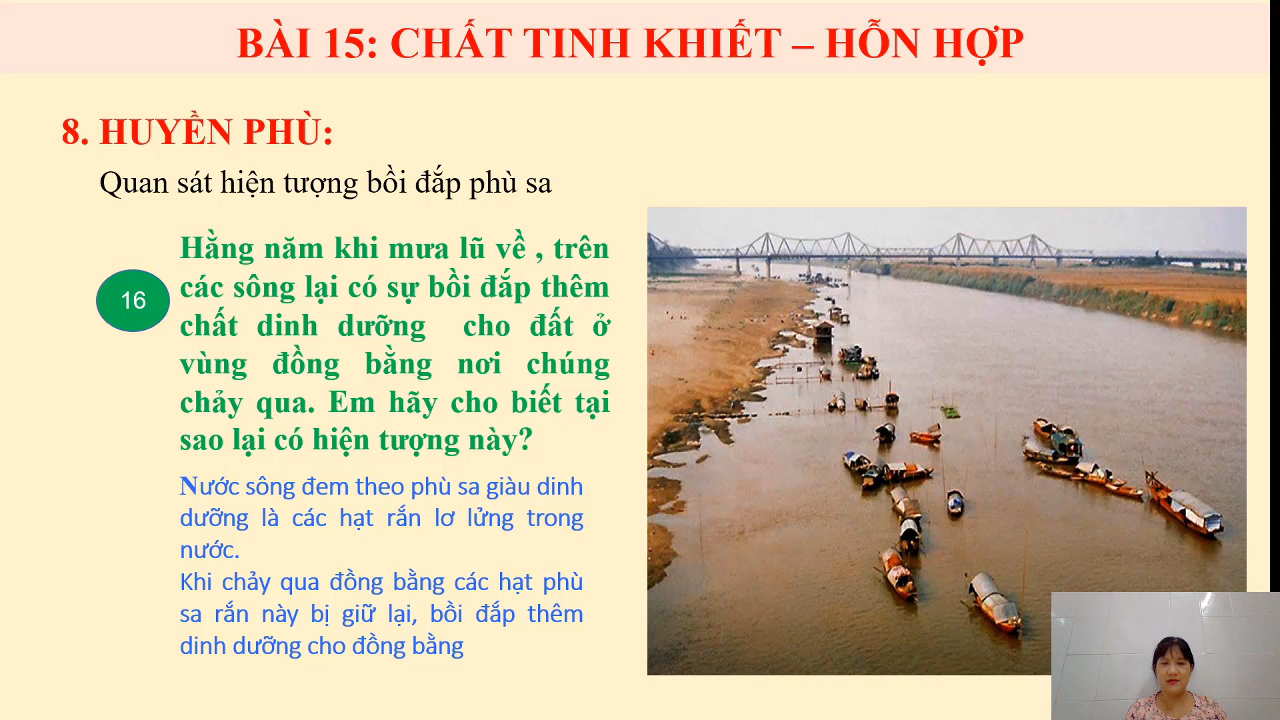 BÀI 15: CHẤT TINH KHIẾT – HỖN HỢP
8. HUYỀN PHÙ:
Quan sát hiện tượng bồi đắp phù sa
16
Hằng năm khi mưa lũ về , trên
các sông lại có sự bồi đắp thêm
chất dinh dưỡng cho đất ở
vùng đồng bằng nơi chúng
chảy qua. Em hãy cho biết tại
sao lại có hiện tượng này?
Nước sông đem theo phù sa giàu dinh
dưỡng là các hạt rắn lơ lửng trong
nước.
Khi chảy qua đồng bằng các hạt phù
sa rắn này bị giữ lại, bồi đắp thêm
dinh dưỡng cho đồng bằng